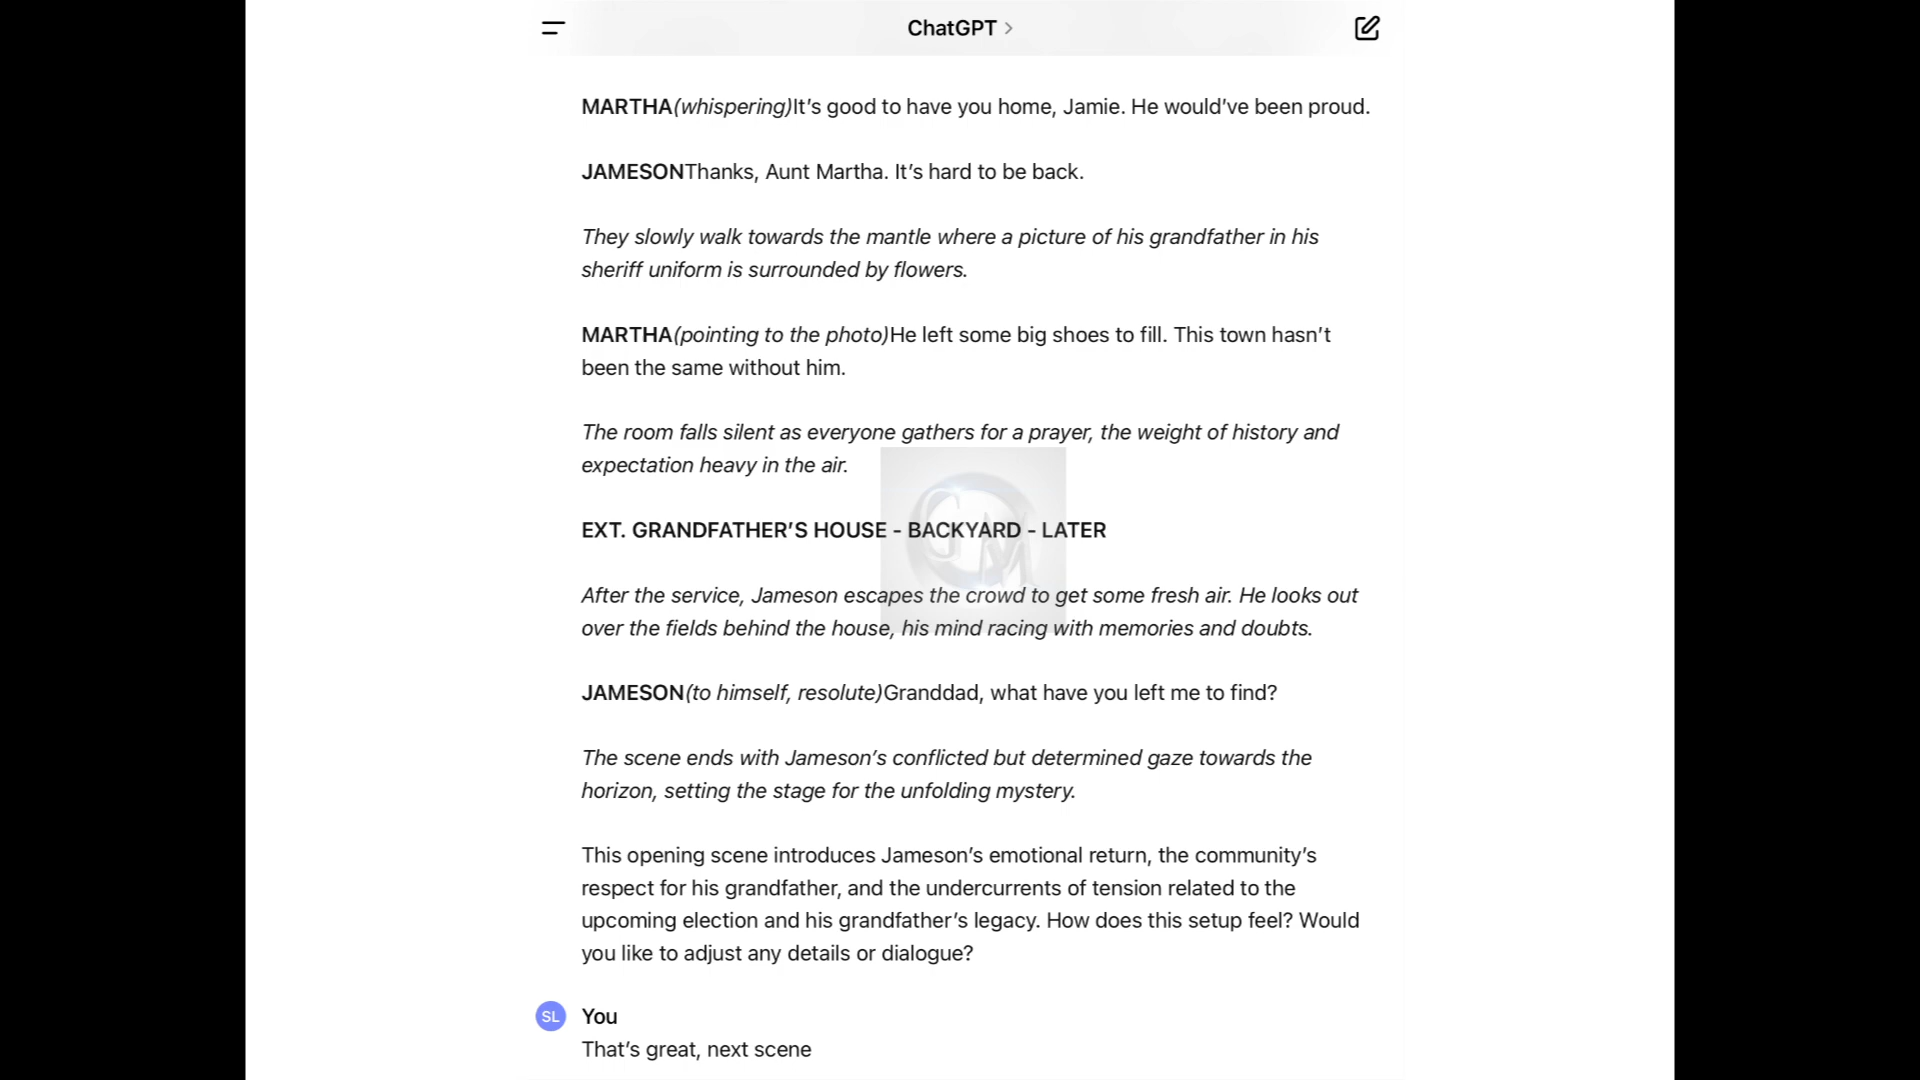 ChatGPT >
MARTHA(whispering)It’s good to have you home, Jamie. He would’ve been proud.
JAMESONThanks, Aunt Martha. It’s hard to be back.
They slowly walk towards the mantle where a picture of his grandfather in his
sheriff uniform is surrounded by flowers.
MARTHA(pointing to the photo)He left some big shoes to fill. This town hasn’t
been the same without him.
The room falls silent as everyone gathers for a prayer, the weight of history and
expectation heavy in the air.
EXT. GRANDFATHER’S HOUSE - BACKYARD - LATER
After the service, Jameson escapes the crowd to get some fresh air. He looks out
over the fields behind the house, his mind racing with memories and doubts.
JAMESON(to himself, resolute)Granddad, what have you left me to find?
The scene ends with Jameson’s conflicted but determined gaze towards the
horizon, setting the stage for the unfolding mystery.
This opening scene introduces Jameson’s emotional return, the community’s
respect for his grandfather, and the undercurrents of tension related to the
upcoming election and his grandfather’s legacy. How does this setup feel? Would
you like to adjust any details or dialogue?
SL You
That’s great, next scene